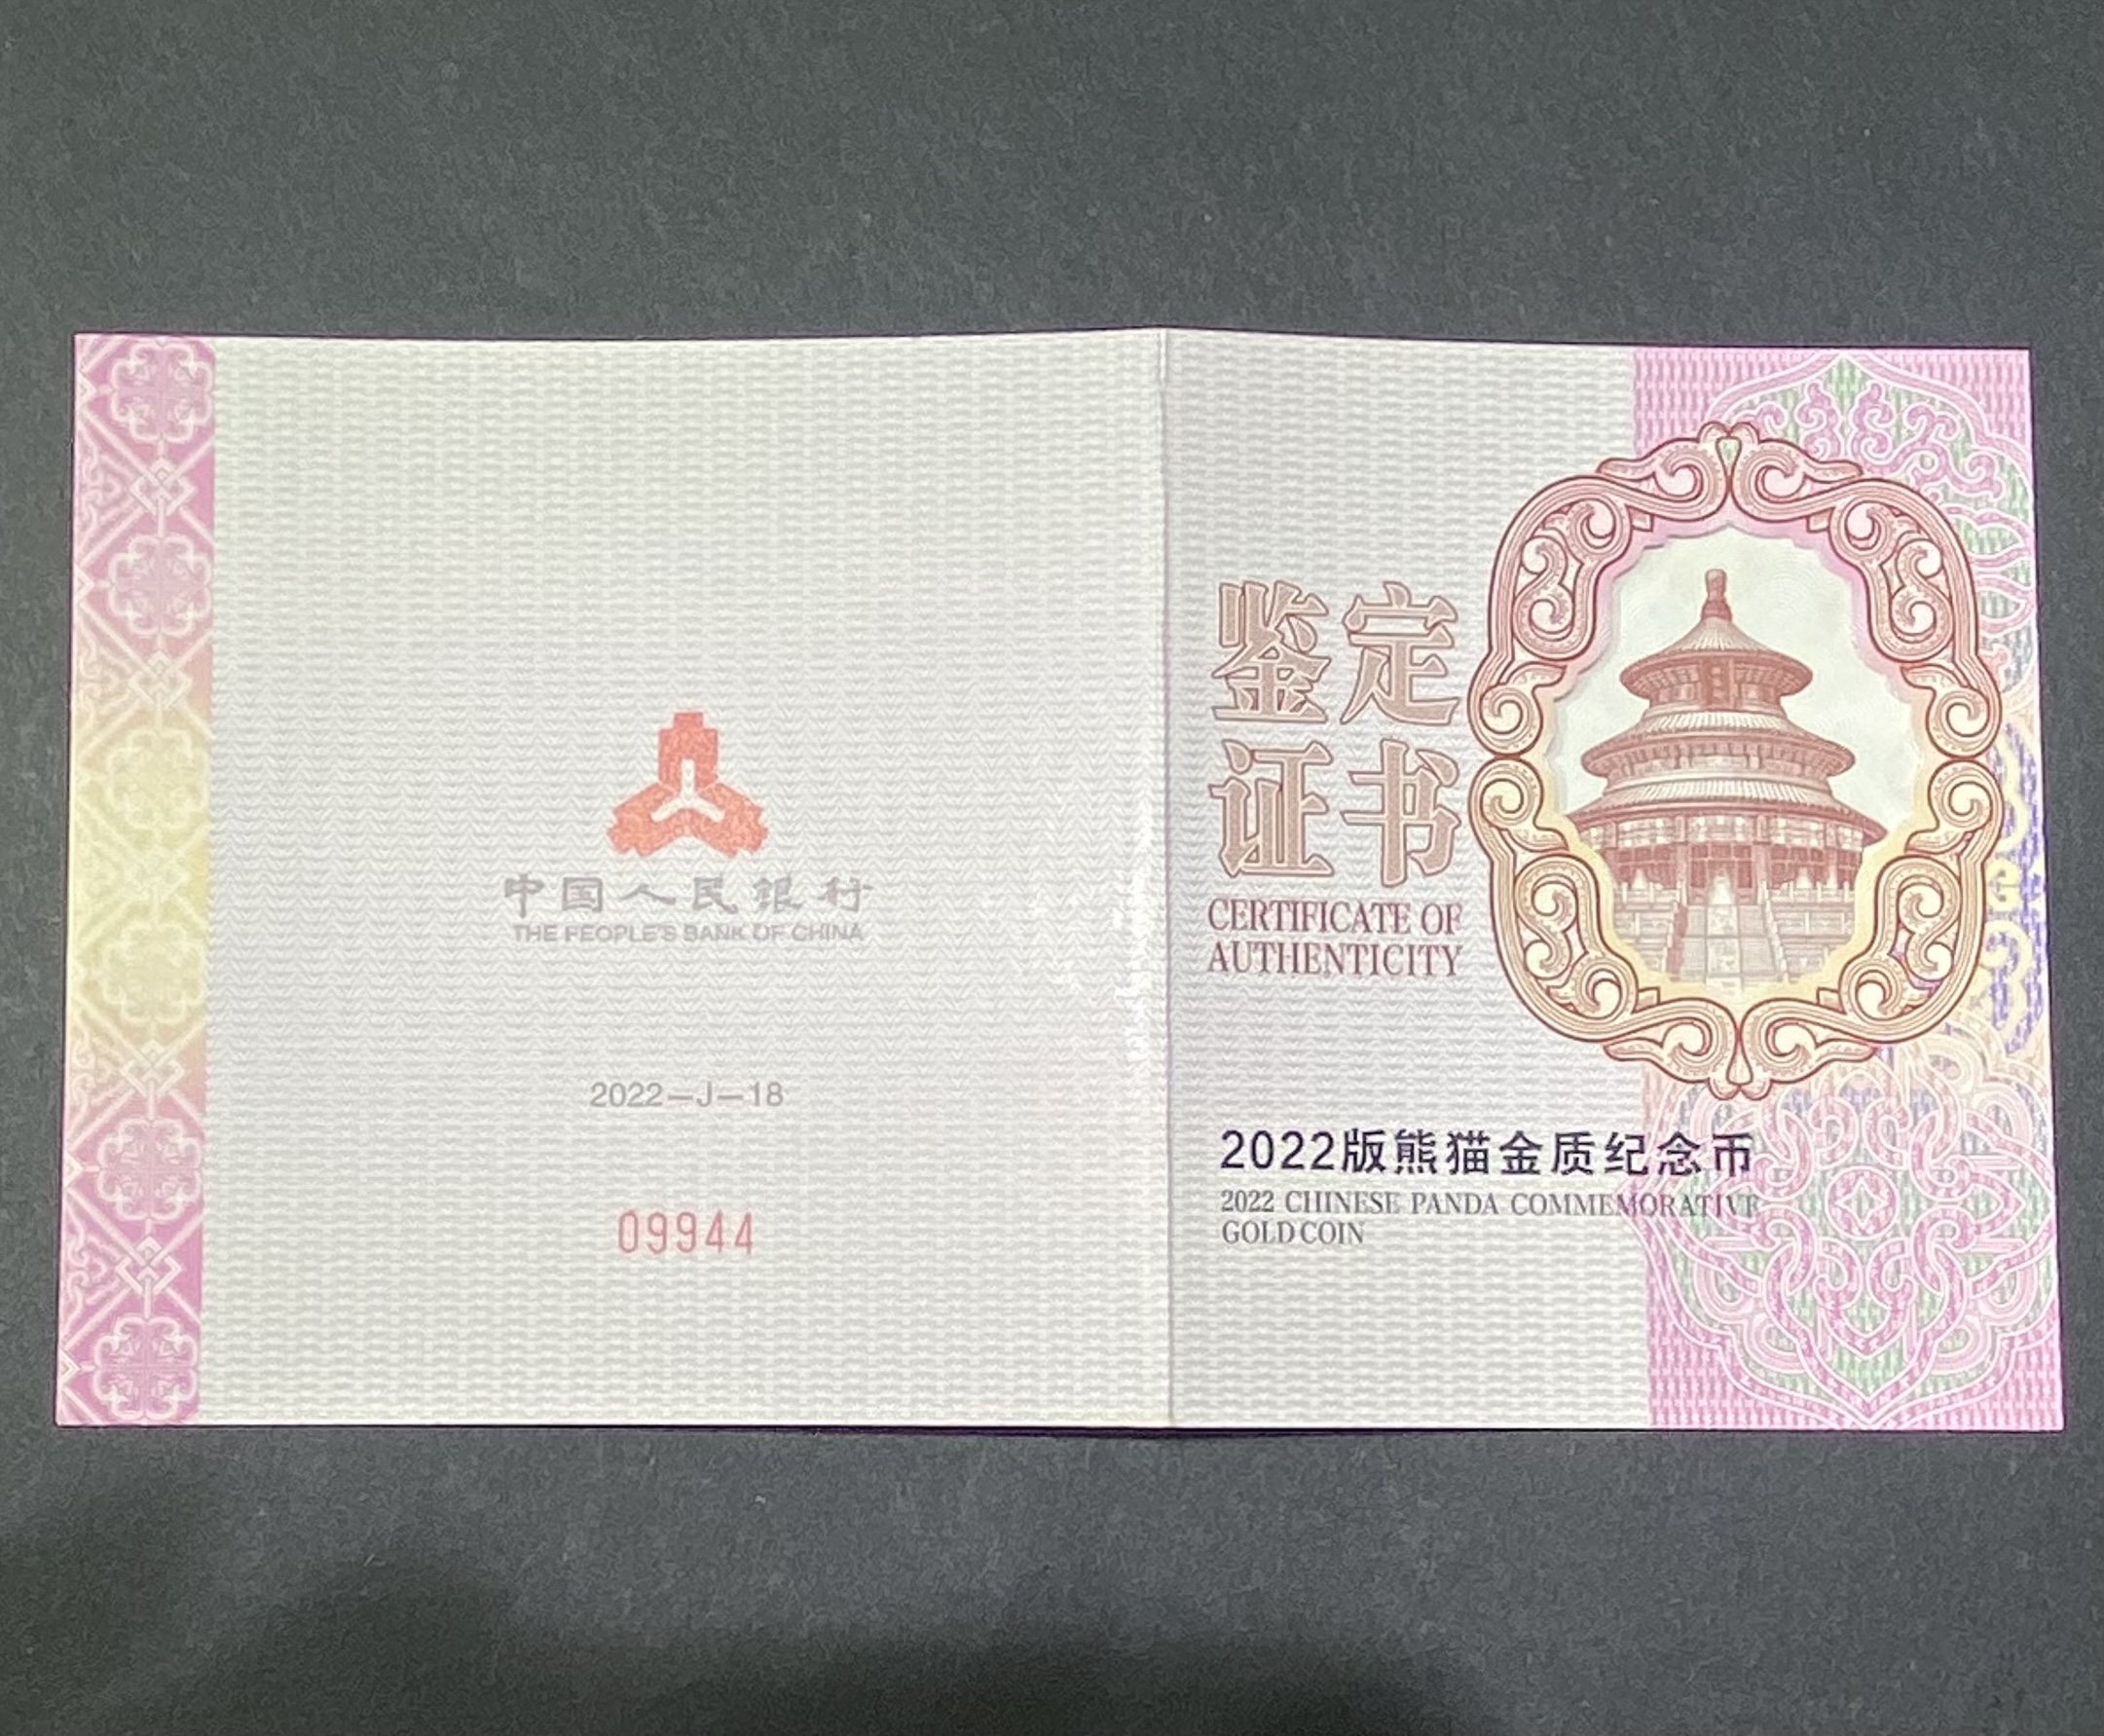 中国人民银行
THE PEOPLE'S BANK OF CHINA
2022—J—18
09944
鉴定
证书
CERTIFICATE OF
AUTHENTICITY
2022版熊猫金质纪念币
2022 CHINESE PANDA COMMEMORATIVE
GOLD COIN